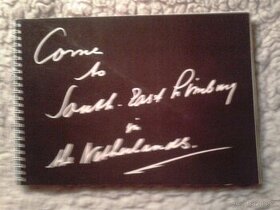 Come
to
South-East Limburg
in
the Netherlands.